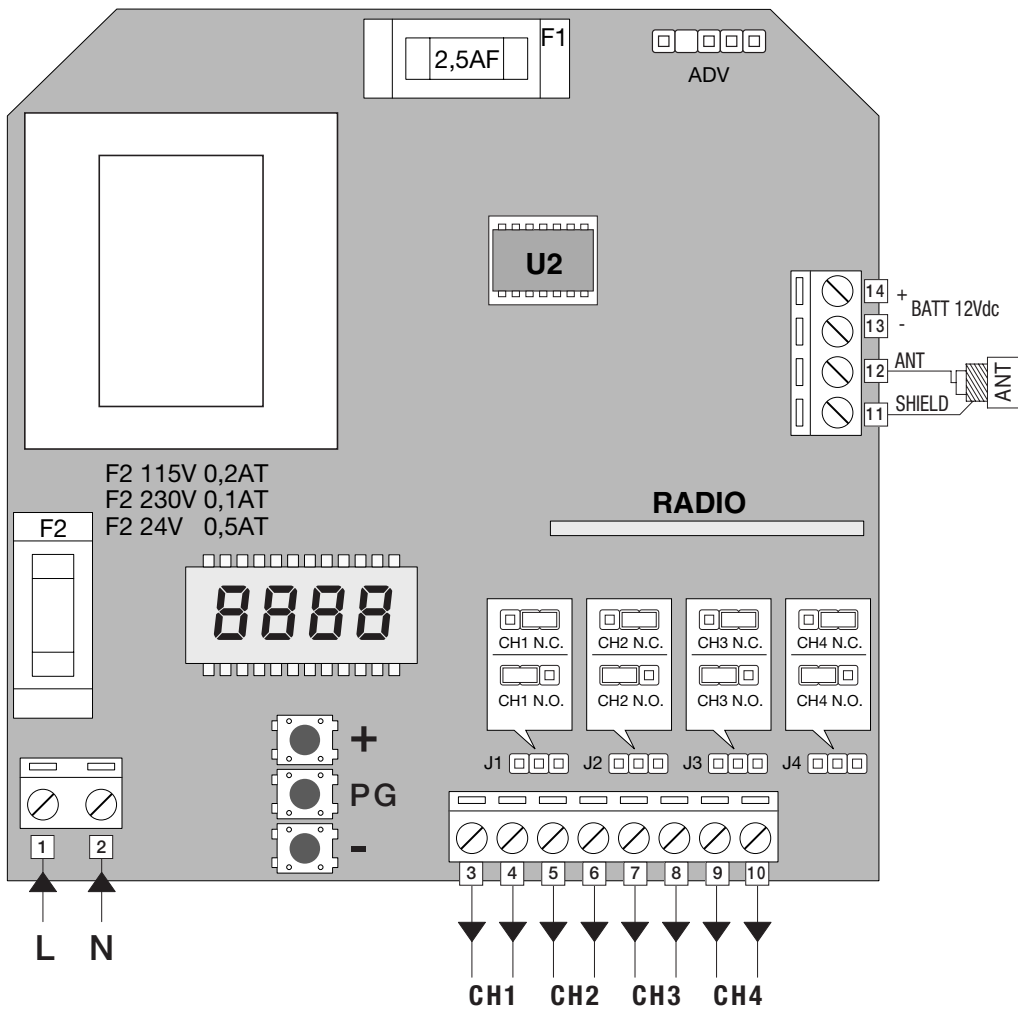 F1
2,5AF
ADV
U2
14 +
BATT 12Vdc
13 -
12 ANT
ANT
11 SHIELD
F2 115V 0,2AT
F2 230V 0,1AT
F2 24V 0,5AT
F2
RADIO
8888
CH1 N.C. CH2 N.C. CH3 N.C. CH4 N.C.
CH1 N.O. CH2 N.O. CH3 N.O. CH4 N.O.
J1 J2 J3 J4
+
PG
-
1 2
L N
3 4 5 6 7 8 9 10
CH1 CH2 CH3 CH4